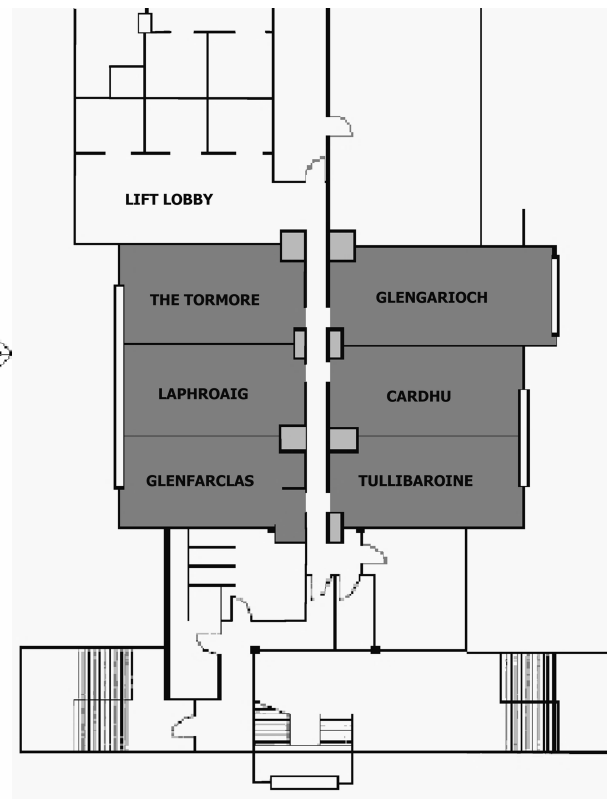 LIFT LOBBY
THE TORMORE
GLENGARIOCH
LAPHROAIG
CARDHU
GLENFARCLAS
TULLIBAROINE